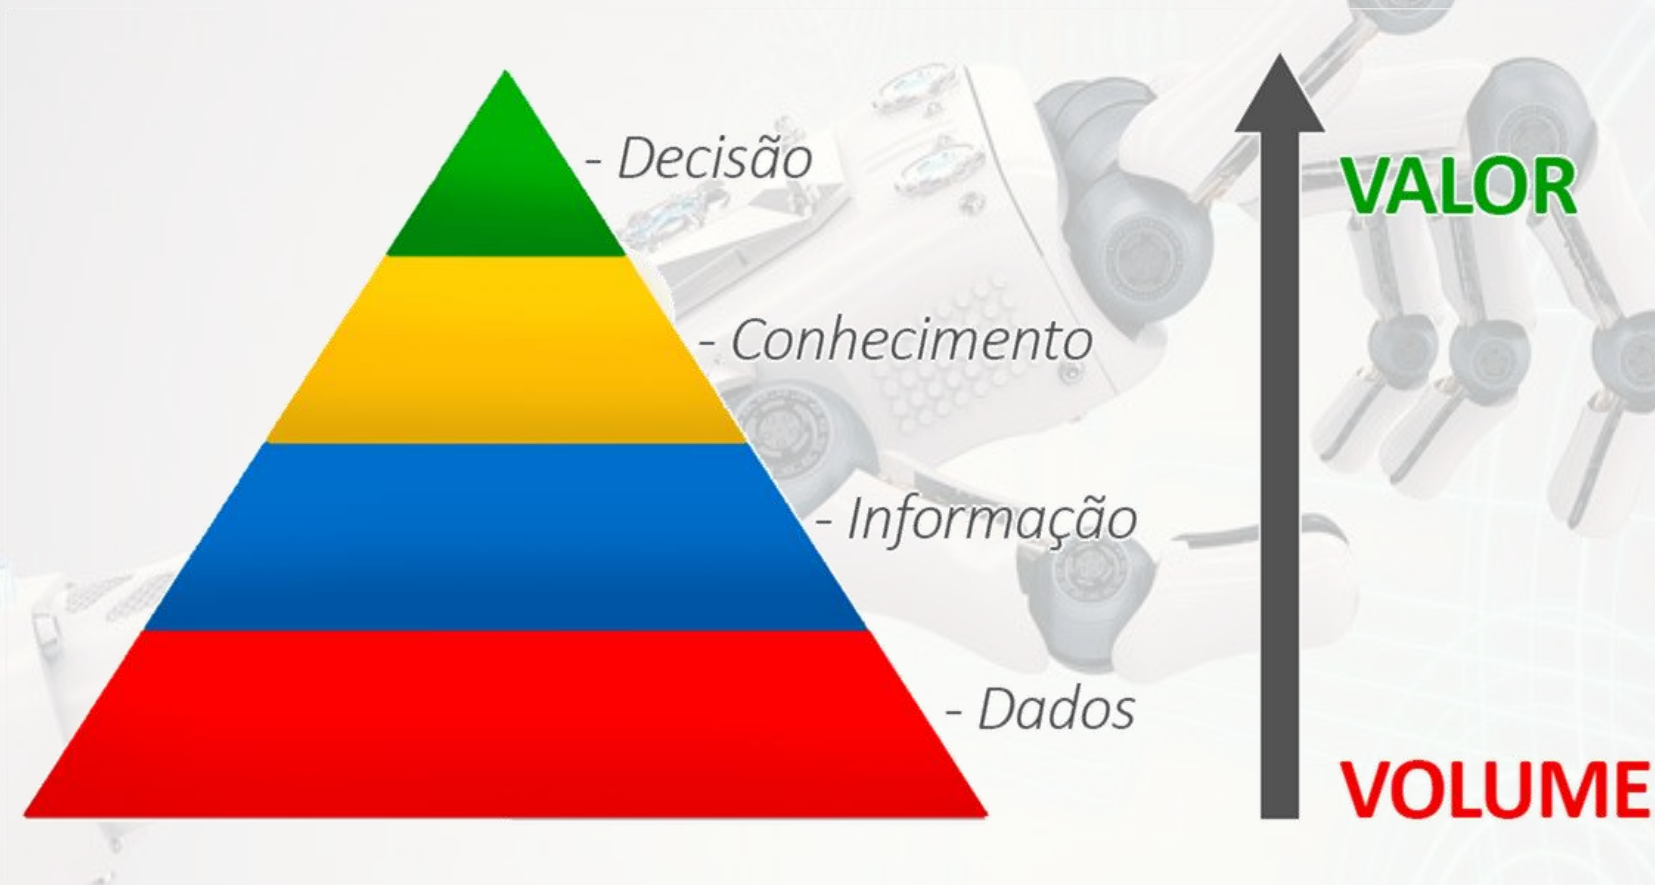 - Decisão
VALOR
- Conhecimento
- Informação
- Dados
VOLUME